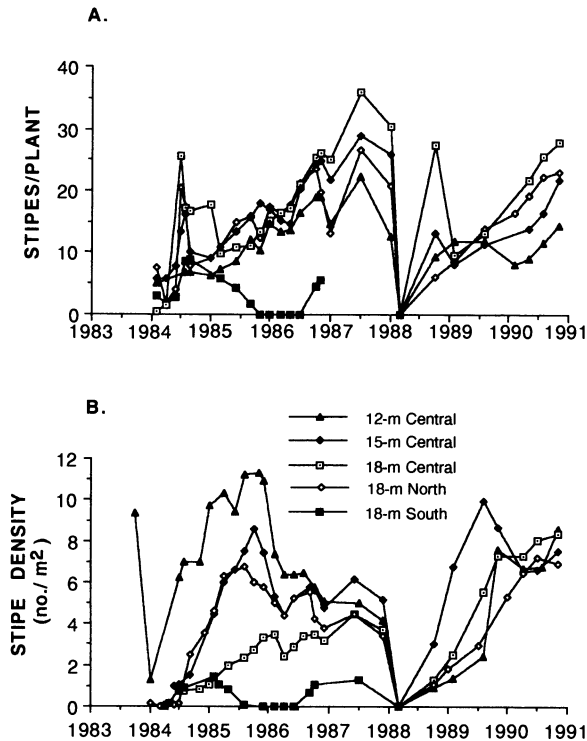 A.
STIPES/PLANT
40
30
20
10
0
1983 1984 1985 1986 1987 1988 1989 1990 1991
B.
12-m Central
15-m Central
18-m Central
18-m North
18-m South
STIPE DENSITY
(no./m2)
12
10
8
6
4
2
0
1983 1984 1985 1986 1987 1988 1989 1990 1991